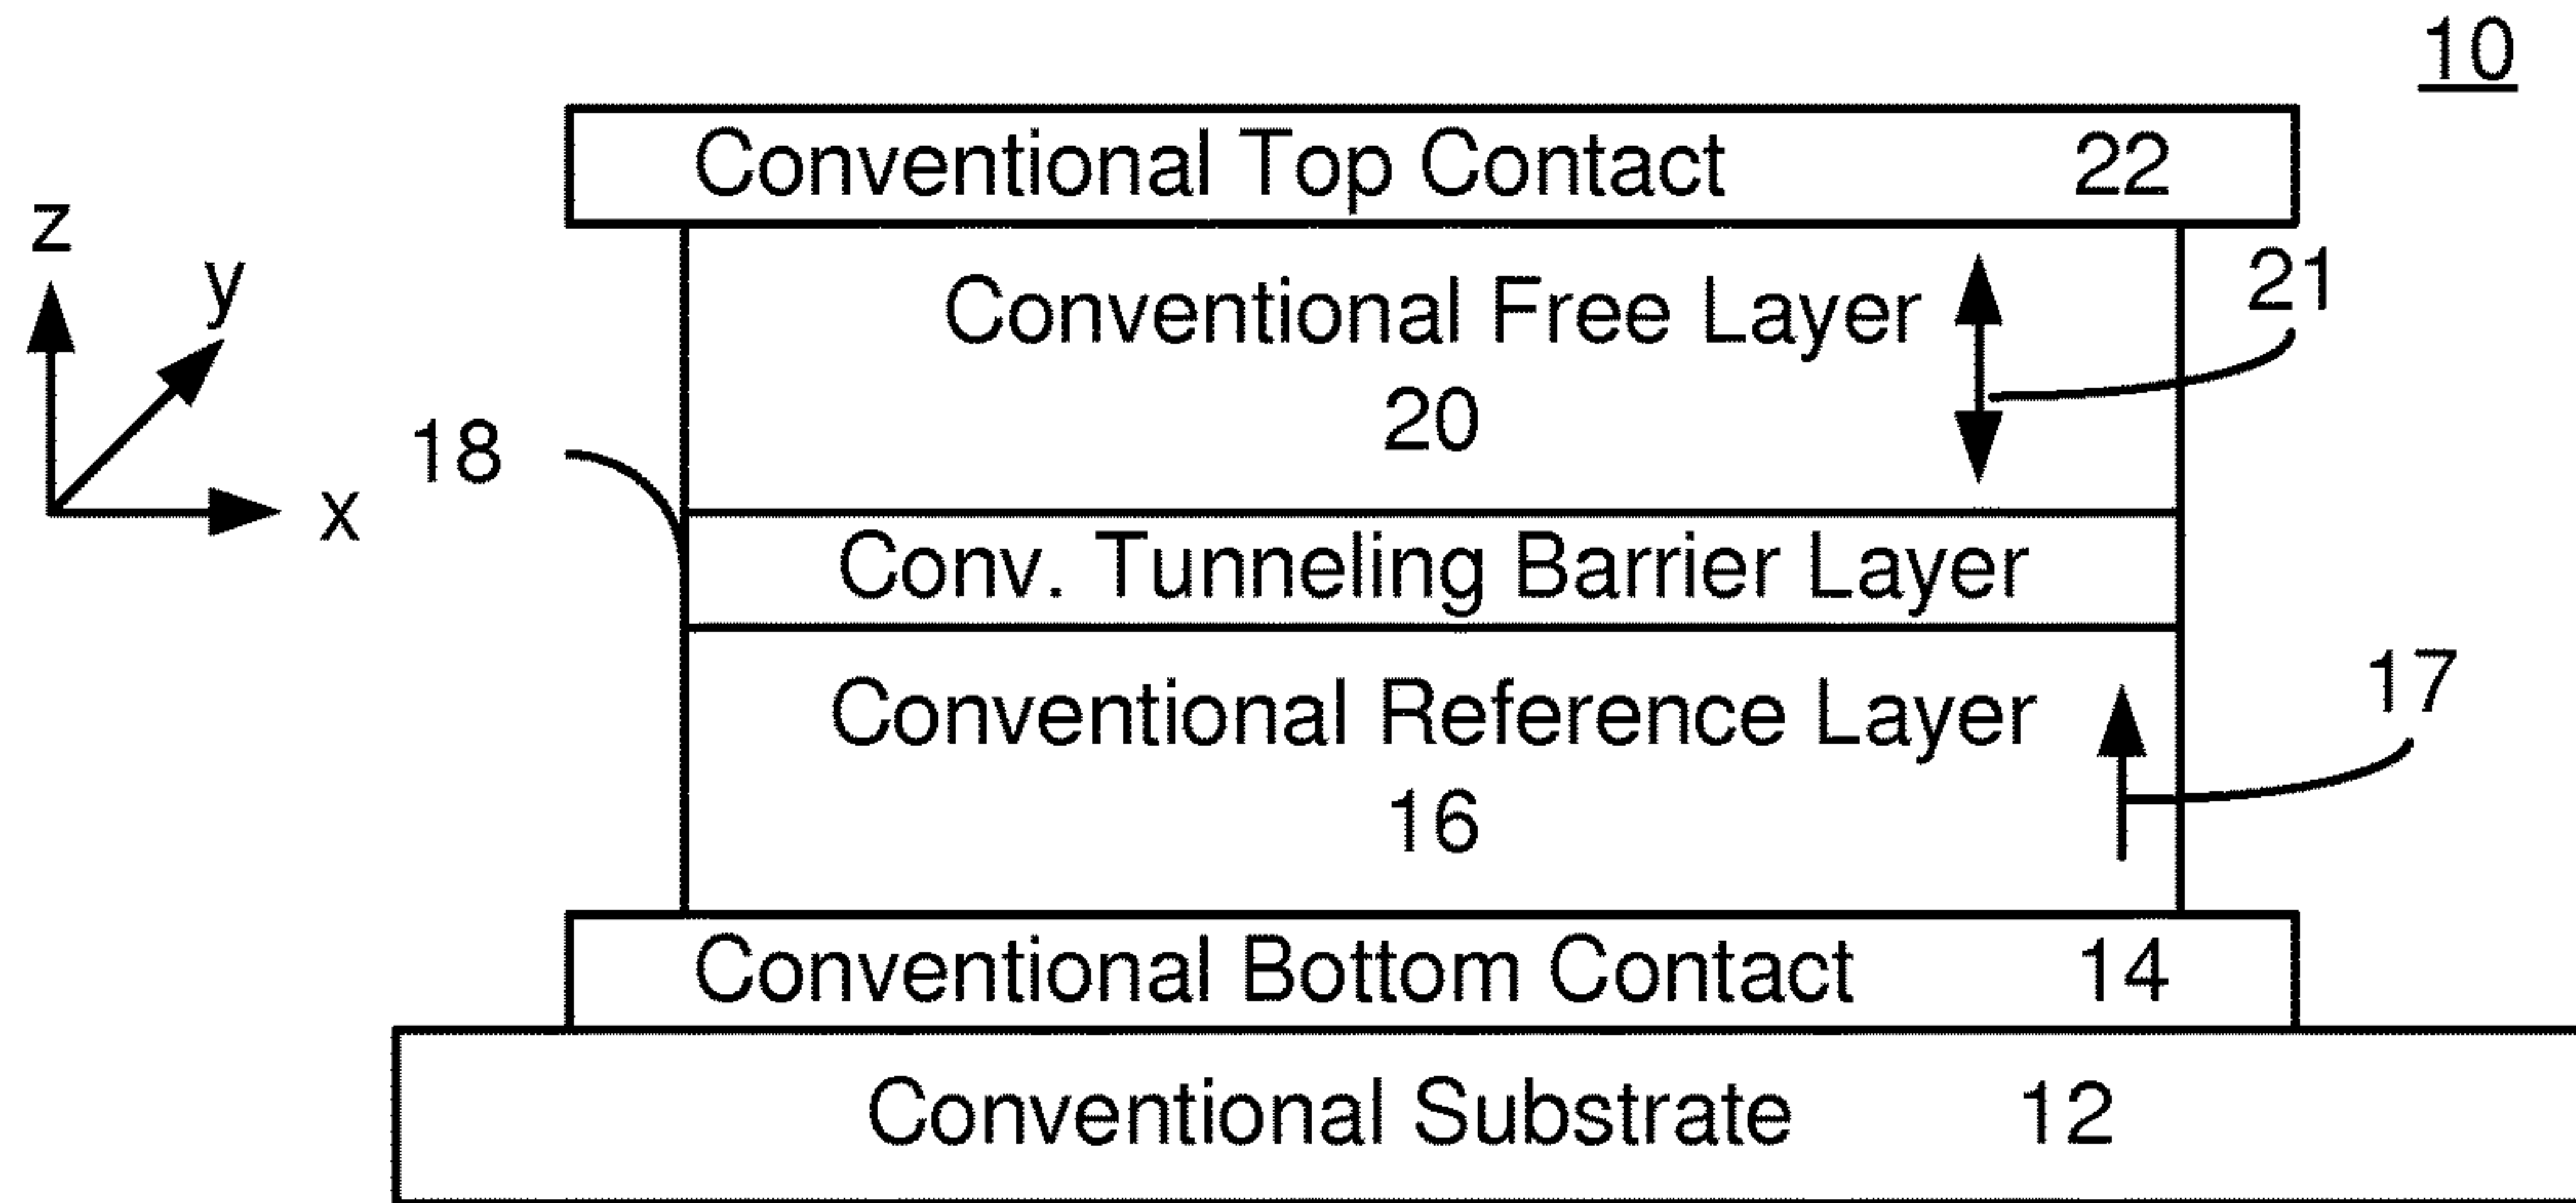 10
Conventional Top Contact 22
z
y
x
Conventional Free Layer
20
21
18
Conv. Tunneling Barrier Layer
Conventional Reference Layer
16
17
Conventional Bottom Contact 14
Conventional Substrate 12